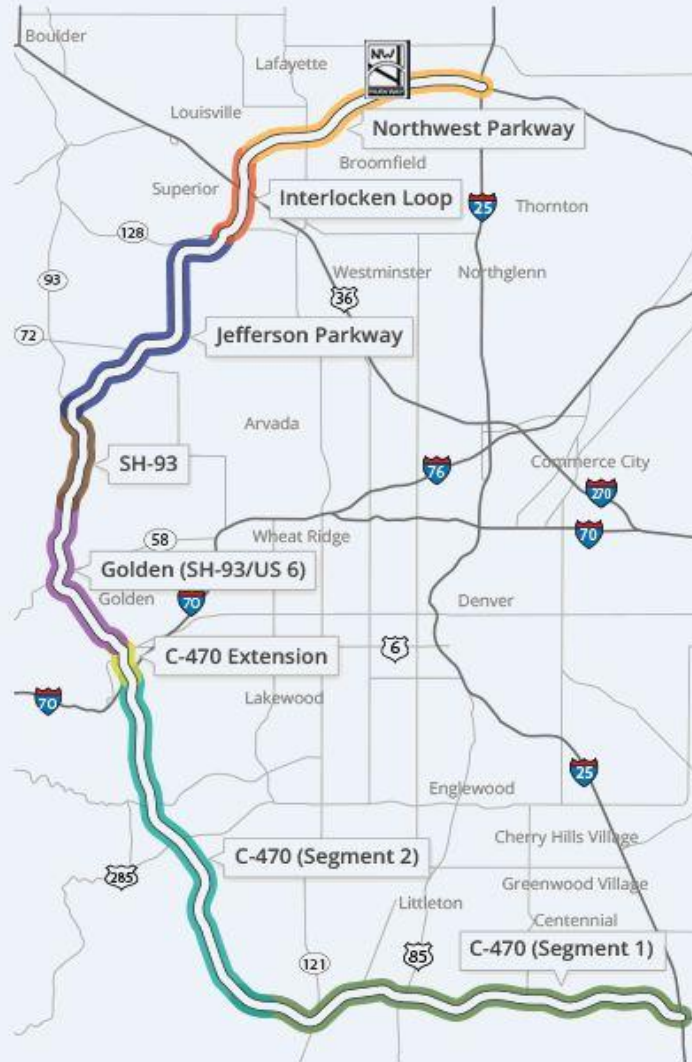 Boulder
Lafayette
NW
PARKWAY
Louisville
Northwest Parkway
Broomfield
Superior
Interlocken Loop
25
Thornton
128
93
Westminster
Northglenn
36
72
Jefferson Parkway
Arvada
SH-93
76
Commerce City
270
58
Wheat Ridge
70
Golden (SH-93/US 6)
Golden
70
Denver
C-470 Extension
6
70
Lakewood
25
Englewood
Cherry Hills Village
C-470 (Segment 2)
285
Greenwood Village
Littleton
Centennial
C-470 (Segment 1)
85
121